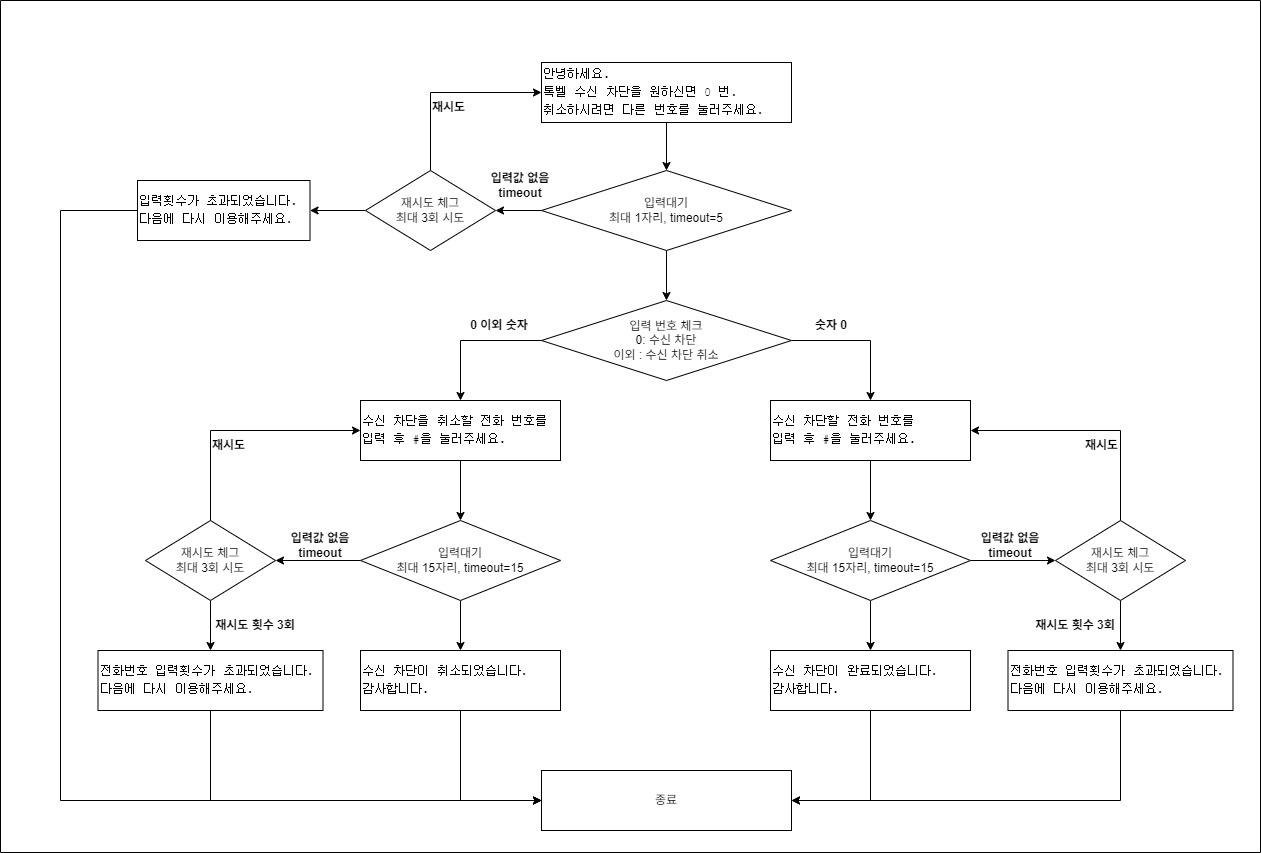 안녕하세요.
톡벨 수신 차단을 원하신면 0 번.
취소하시려면 다른 번호를 눌러주세요.
재시도
입력값 없음
timeout
입력횟수가 초과되었습니다.
다음에 다시 이용해주세요.
재시도 체그
최대 3회 시도
입력대기
최대 1자리, timeout=5
0 이외 숫자
입력 번호 체크
0: 수신 차단
이외 : 수신 차단 취소
숫자 0
수신 차단을 취소할 전화 번호를
입력 후 #을 눌러주세요.
수신 차단할 전화 번호를
입력 후 #을 눌러주세요.
재시도
재시도
입력값 없음
timeout
입력값 없음
timeout
재시도 체그
최대 3회 시도
입력대기
최대 15자리, timeout=15
입력대기
최대 15자리, timeout=15
재시도 체그
최대 3회 시도
재시도 횟수 3회
재시도 횟수 3회
전화번호 입력횟수가 초과되었습니다.
다음에 다시 이용해주세요.
수신 차단이 취소되었습니다.
감사합니다.
수신 차단이 완료되었습니다.
감사합니다.
전화번호 입력횟수가 초과되었습니다.
다음에 다시 이용해주세요.
종료